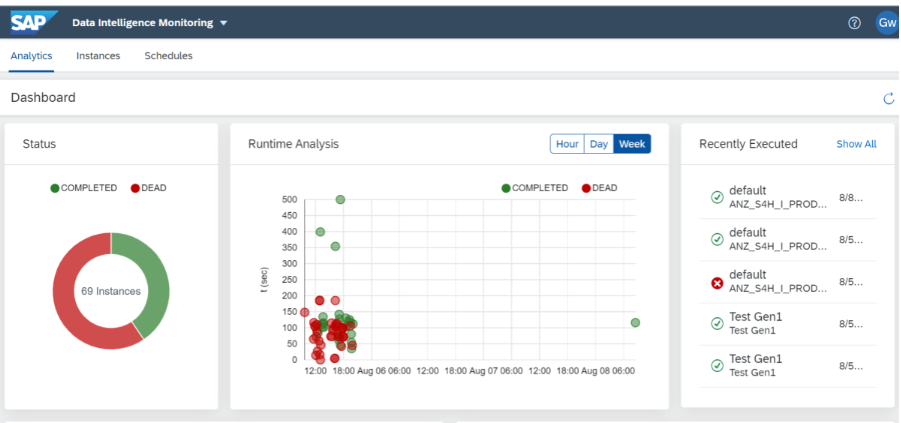 SAP Data Intelligence Monitoring
Gw
Analytics Instances Schedules
Dashboard
Status
COMPLETED DEAD
69 Instances
Runtime Analysis
Hour Day Week
COMPLETED DEAD
t (sec)
500
450
400
350
300
250
200
150
100
50
0
12:00 18:00 Aug 06 06:00 12:00 18:00 Aug 07 06:00 12:00 18:00 Aug 08 06:00
Recently Executed Show All
default
ANZ_S4H_I_PROD... 8/8...
default
ANZ_S4H_I_PROD... 8/5...
default
ANZ_S4H_I_PROD... 8/5...
Test Gen1
Test Gen1 8/5...
Test Gen1
Test Gen1 8/5...